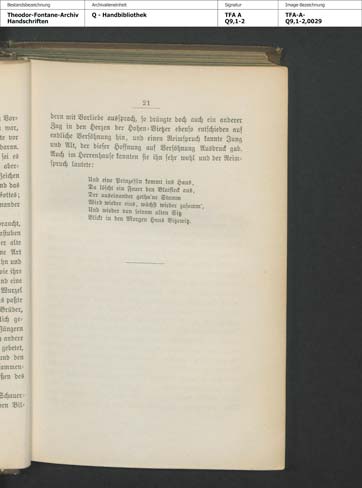 Bestandsbezeichnung
Archivalieneinheit
Signatur
Image-Bezeichnung
Theodor-Fontane-Archiv
Handschriften
Q - Handbibliothek
TFA A
Q9,1-2
TFA-A-
Q9,1-2,0029
21
dern mit Vorliebe aussprach, so drängte doch auch ein anderer
Zug in den Herzen der Hohen-Vietzer ebenso entschieden auf
endliche Versöhnung hin, und einen Reimspruch kannte Jung
und Alt, der dieser Hoffnung auf Versöhnung Ausdruck gab.
Auch im Herrenhause kannten sie ihn sehr wohl und der Reim-
spruch lautete:
Und eine Prinzessin kommt ins Haus,
Da löscht ein Feuer den Blutfleck aus,
Der auseinander gethane Stamm
Wird wieder eins, wächst wieder zusamm',
Und wieder von seinem alten Sitz
Blickt in den Morgen Haus Vitzewitz.